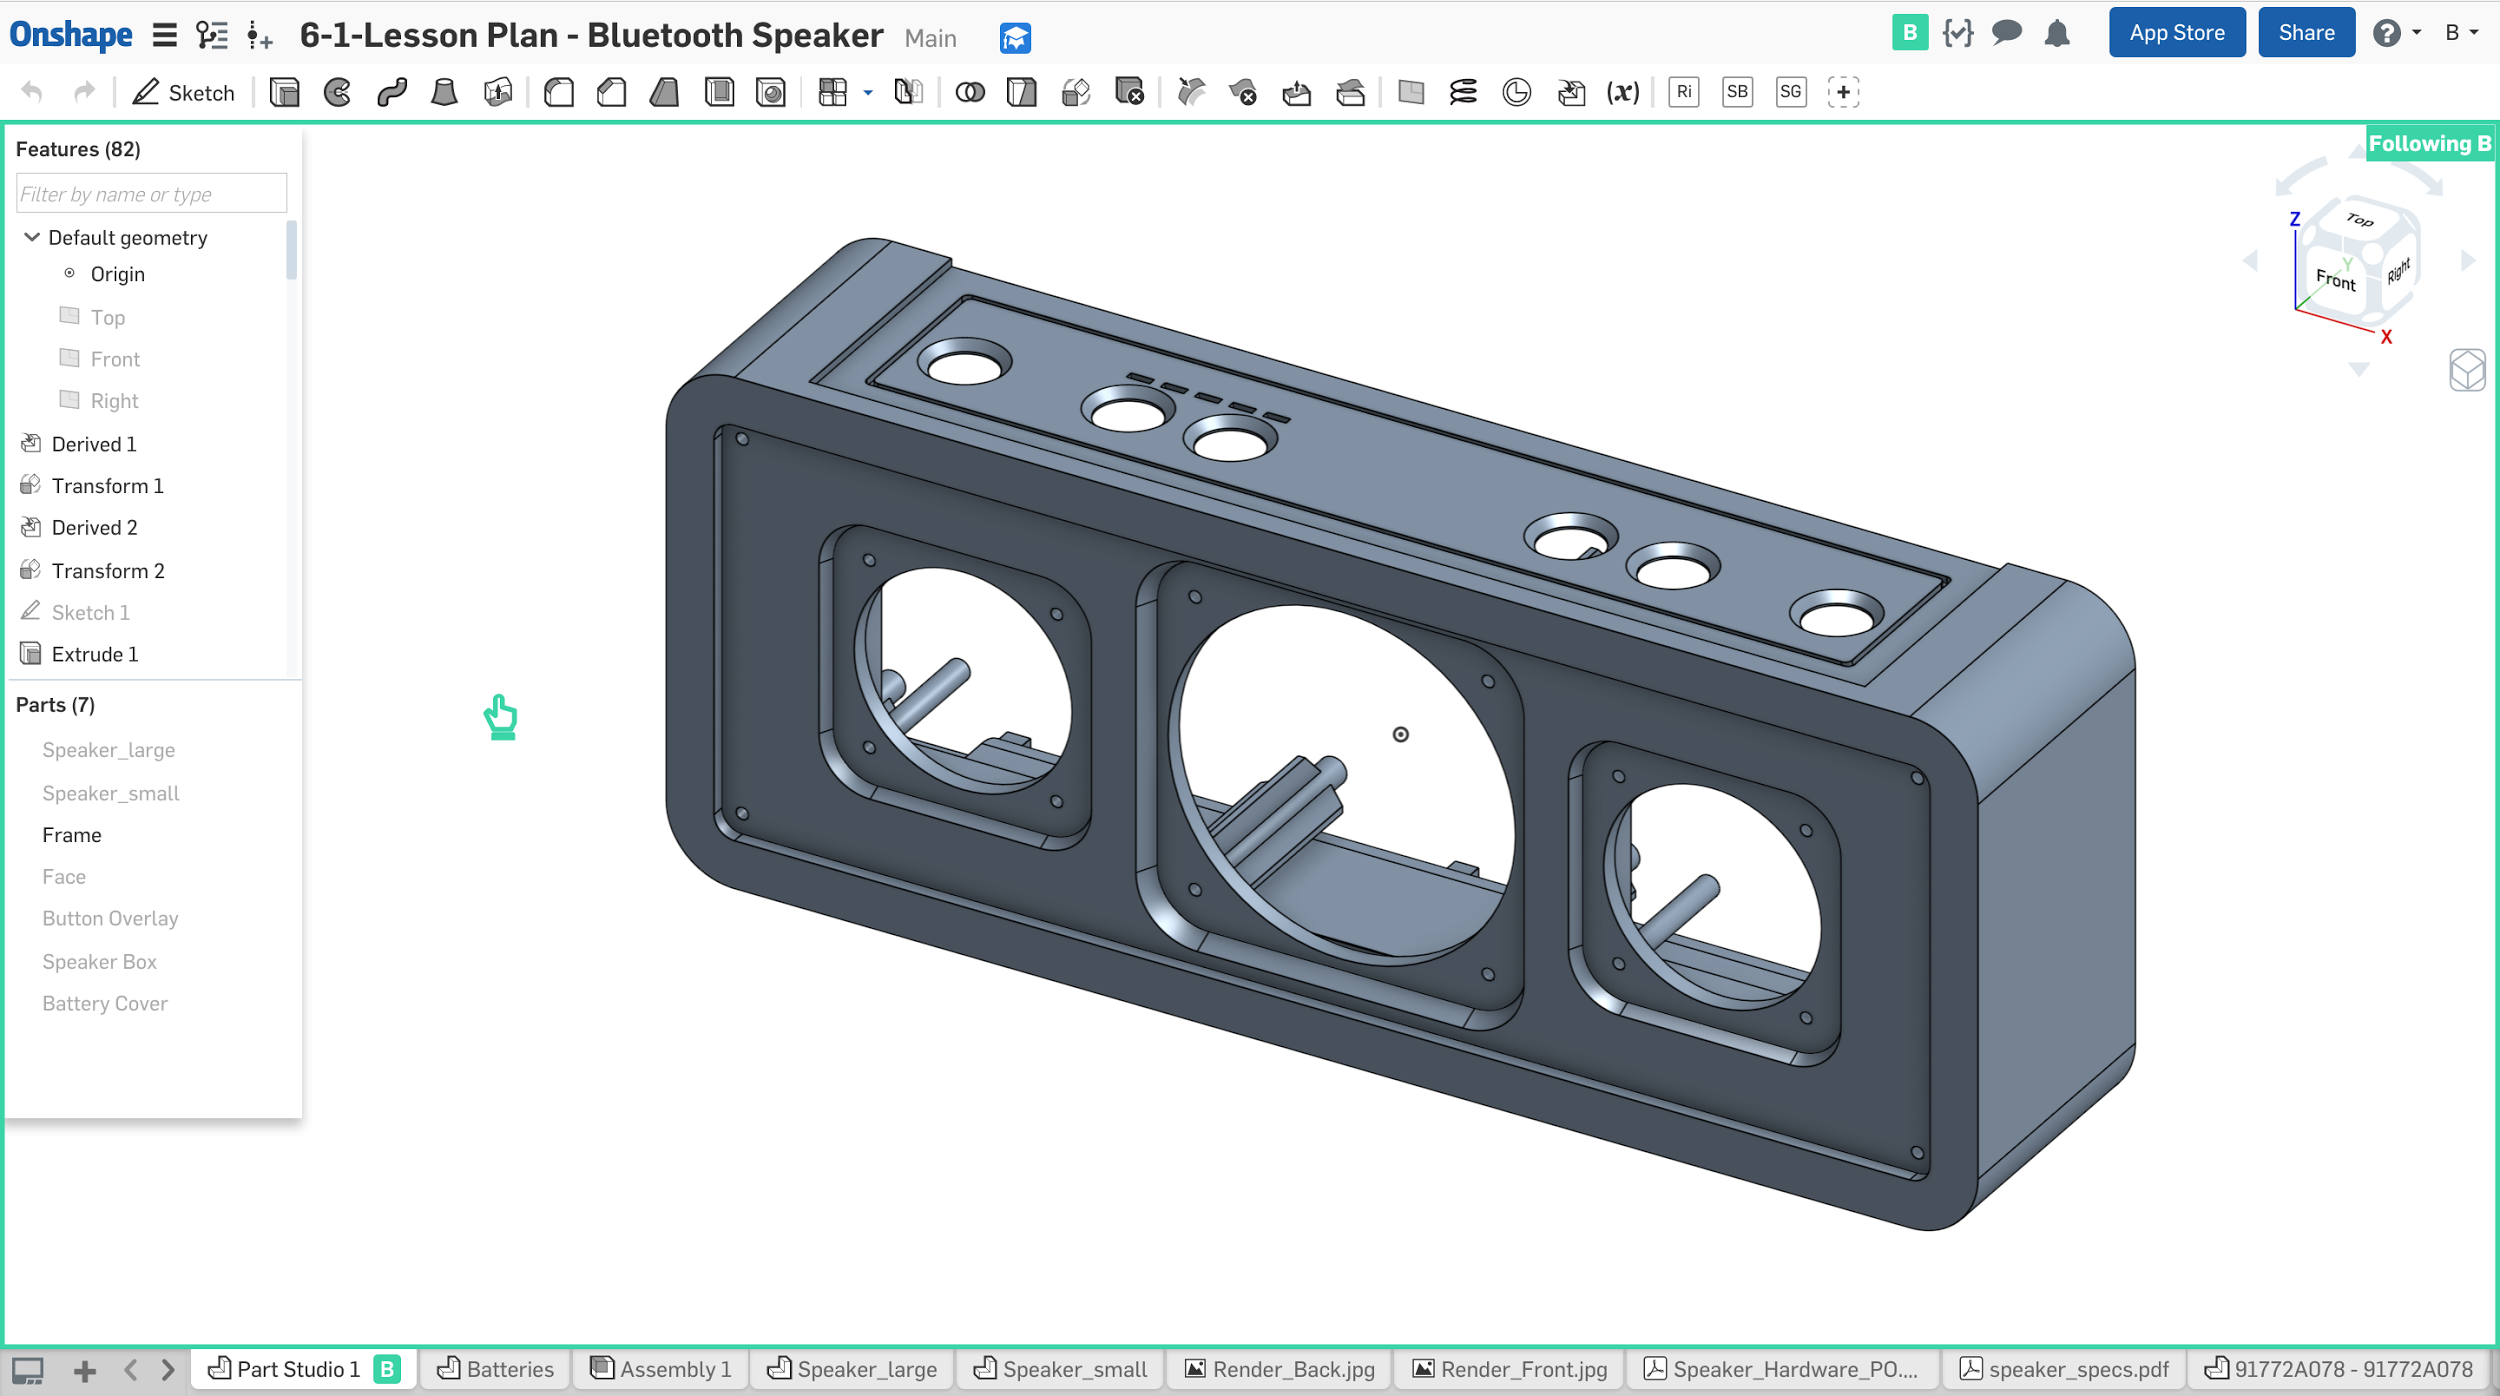 Onshape 6-1-Lesson Plan - Bluetooth Speaker Main B App Store Share ? B
Sketch (x) Ri SB SG
Features (82)
Following B
Filter by name or type
Default geometry
Origin
Top
Front
Right
Derived 1
Transform 1
Derived 2
Transform 2
Sketch 1
Extrude 1
Z
Top
Y
Front
Right
X
Parts (7)
Speaker_large
Speaker_small
Frame
Face
Button Overlay
Speaker Box
Battery Cover
Part Studio 1 B Batteries Assembly 1 Speaker_large Speaker_small Render_Back.jpg Render_Front.jpg Speaker_Hardware_PO.... speaker_specs.pdf 91772A078 - 91772A078